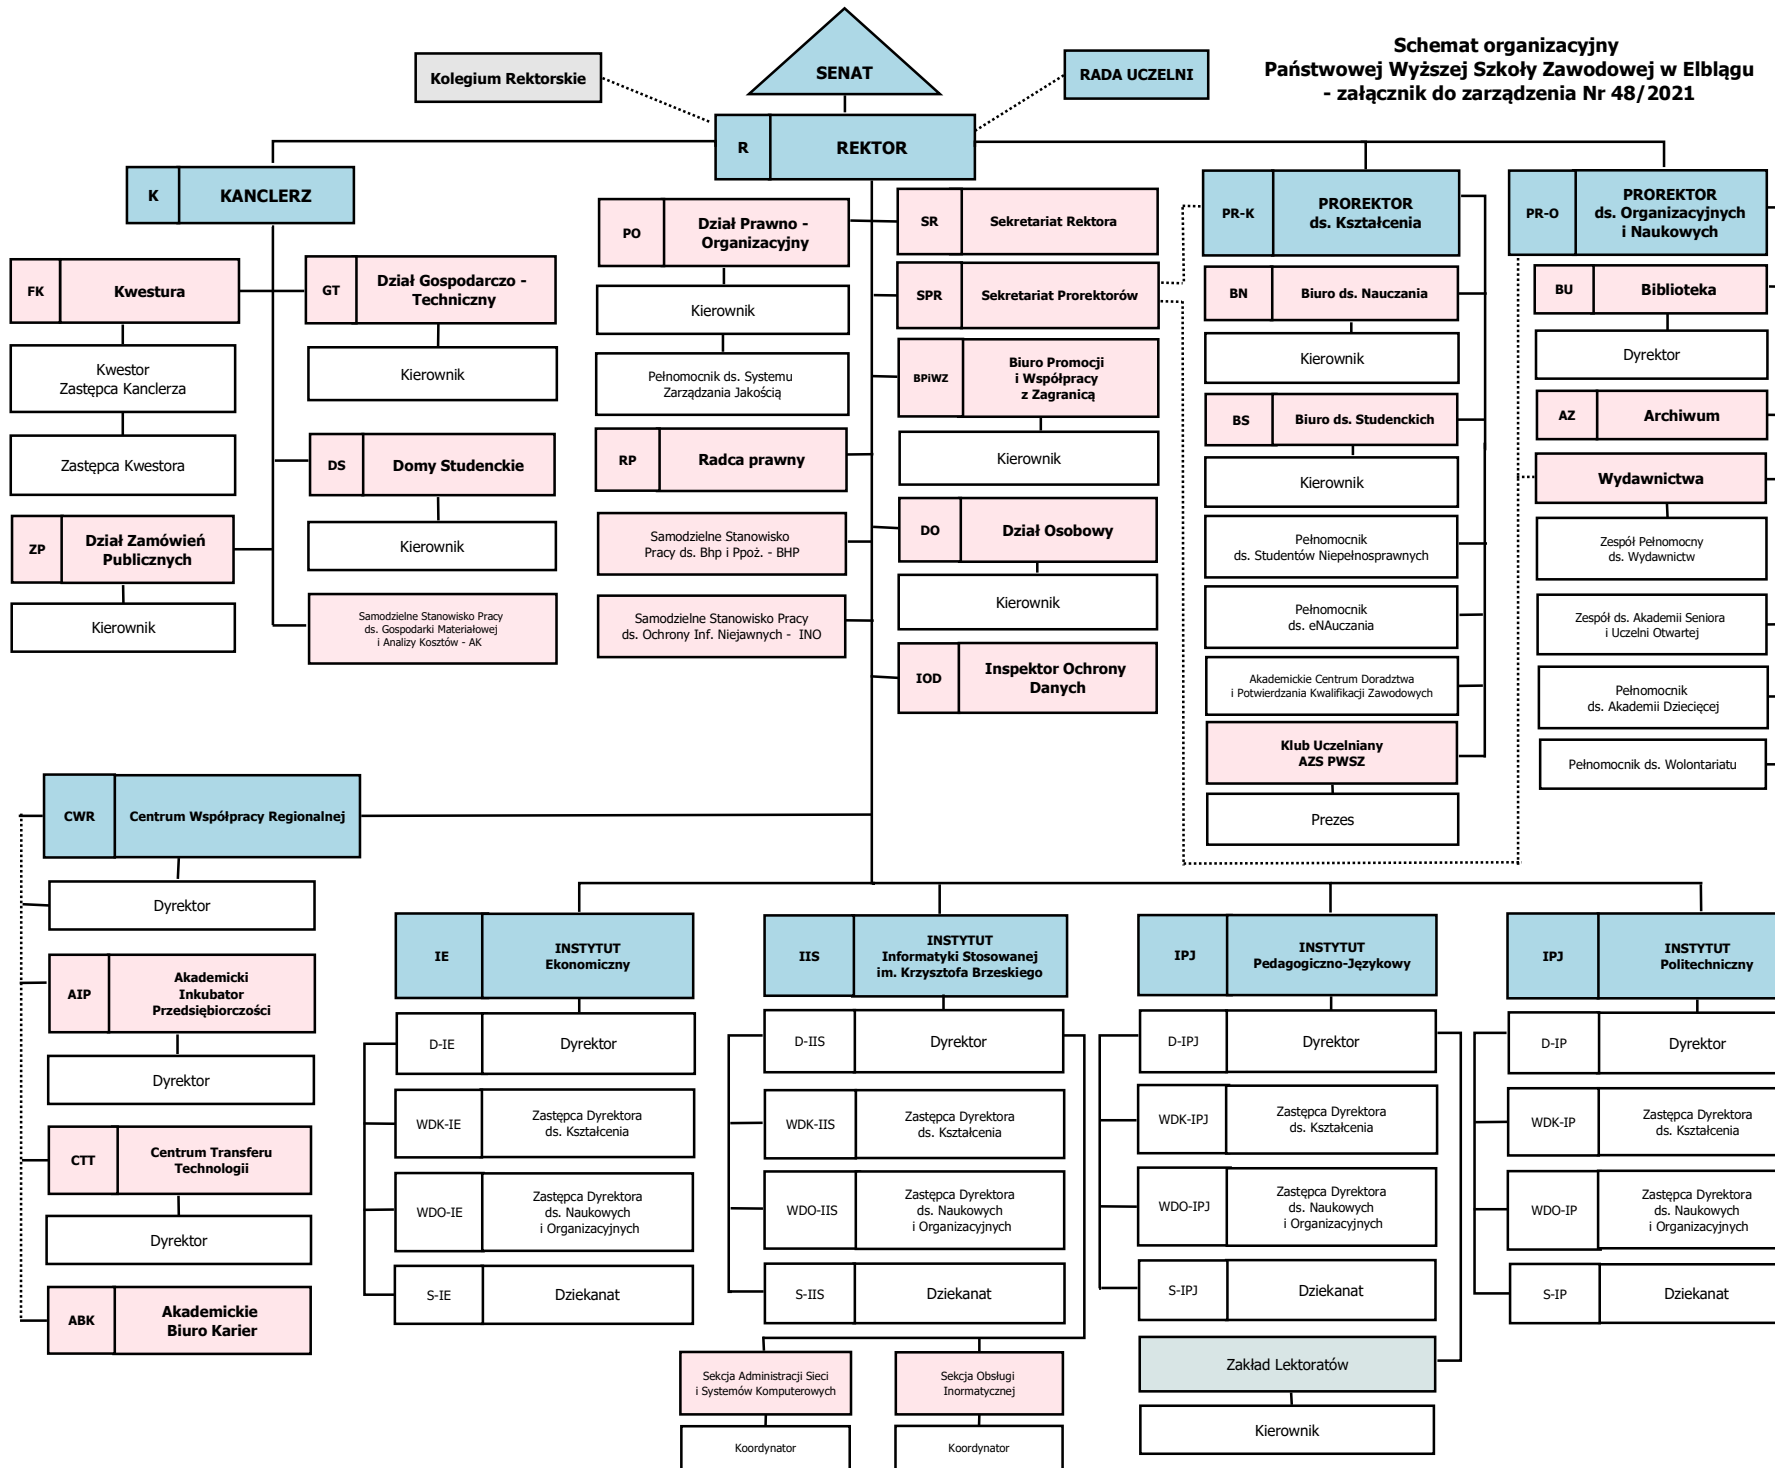 Schemat organizacyjny
Państwowej Wyższej Szkoły Zawodowej w Elblągu
- załącznik do zarządzenia Nr 48/2021
Kolegium Rektorskie
SENAT
RADA UCZELNI
R
REKTOR
K
KANCLERZ
FK
Kwestura
Kwestor
Zastępca Kanclerza
Zastępca Kwestora
ZP
Dział Zamówień
Publicznych
Kierownik
GT
Dział Gospodarczo -
Techniczny
Kierownik
DS
Domy Studenckie
Kierownik
Samodzielne Stanowisko Pracy
ds. Gospodarki Materiałowej
i Analizy Kosztów - AK
PO
Dział Prawno -
Organizacyjny
Kierownik
Pełnomocnik ds. Systemu
Zarządzania Jakością
RP
Radca prawny
Samodzielne Stanowisko
Pracy ds. Bhp i Ppoż. - BHP
Samodzielne Stanowisko Pracy
ds. Ochrony Inf. Niejawnych - INO
SR
Sekretariat Rektora
SPR
Sekretariat Prorektorów
BPiWZ
Biuro Promocji
i Współpracy
z Zagranicą
Kierownik
DO
Dział Osobowy
Kierownik
IOD
Inspektor Ochrony
Danych
PR-K
PROREKTOR
ds. Kształcenia
BN
Biuro ds. Nauczania
Kierownik
BS
Biuro ds. Studenckich
Kierownik
Pełnomocnik
ds. Studentów Niepełnosprawnych
Pełnomocnik
ds. eNAuczania
Akademickie Centrum Doradztwa
i Potwierdzania Kwalifikacji Zawodowych
Klub Uczelniany
AZS PWSZ
Prezes
PR-O
PROREKTOR
ds. Organizacyjnych
i Naukowych
BU
Biblioteka
Dyrektor
AZ
Archiwum
Wydawnictwa
Zespół Pełnomocny
ds. Wydawnictw
Zespół ds. Akademii Seniora
i Uczelni Otwartej
Pełnomocnik
ds. Akademii Dziecięcej
Pełnomocnik ds. Wolontariatu
CWR
Centrum Współpracy Regionalnej
Dyrektor
AIP
Akademicki
Inkubator
Przedsiębiorczości
Dyrektor
CTT
Centrum Transferu
Technologii
Dyrektor
ABK
Akademickie
Biuro Karier
IE
INSTYTUT
Ekonomiczny
D-IE
Dyrektor
WDK-IE
Zastępca Dyrektora
ds. Kształcenia
WDO-IE
Zastępca Dyrektora
ds. Naukowych
i Organizacyjnych
S-IE
Dziekanat
IIS
INSTYTUT
Informatyki Stosowanej
im. Krzysztofa Brzeskiego
D-IIS
Dyrektor
WDK-IIS
Zastępca Dyrektora
ds. Kształcenia
WDO-IIS
Zastępca Dyrektora
ds. Naukowych
i Organizacyjnych
S-IIS
Dziekanat
Sekcja Administracji Sieci
i Systemów Komputerowych
Koordynator
Sekcja Obsługi
Inormatycznej
Koordynator
IPJ
INSTYTUT
Pedagogiczno-Językowy
D-IPJ
Dyrektor
WDK-IPJ
Zastępca Dyrektora
ds. Kształcenia
WDO-IPJ
Zastępca Dyrektora
ds. Naukowych
i Organizacyjnych
S-IPJ
Dziekanat
Zakład Lektoratów
Kierownik
IPJ
INSTYTUT
Politechniczny
D-IP
Dyrektor
WDK-IP
Zastępca Dyrektora
ds. Kształcenia
WDO-IP
Zastępca Dyrektora
ds. Naukowych
i Organizacyjnych
S-IP
Dziekanat